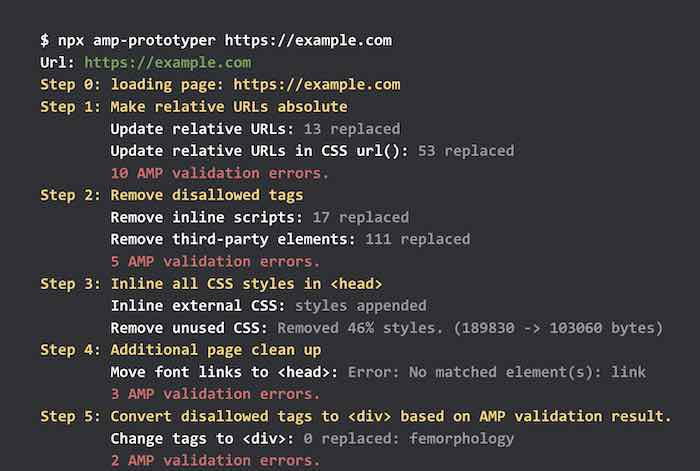 $ npx amp-prototyper https://example.com
Url: https://example.com
Step 0: loading page: https://example.com
Step 1: Make relative URLs absolute
Update relative URLs: 13 replaced
Update relative URLs in CSS url(): 53 replaced
10 AMP validation errors.
Step 2: Remove disallowed tags
Remove inline scripts: 17 replaced
Remove third-party elements: 111 replaced
5 AMP validation errors.
Step 3: Inline all CSS styles in <head>
Inline external CSS: styles appended
Remove unused CSS: Removed 46% styles. (189830 -> 103060 bytes)
Step 4: Additional page clean up
Move font links to <head>: Error: No matched element(s): link
3 AMP validation errors.
Step 5: Convert disallowed tags to <div> based on AMP validation result.
Change tags to <div>: 0 replaced: femorphology
2 AMP validation errors.